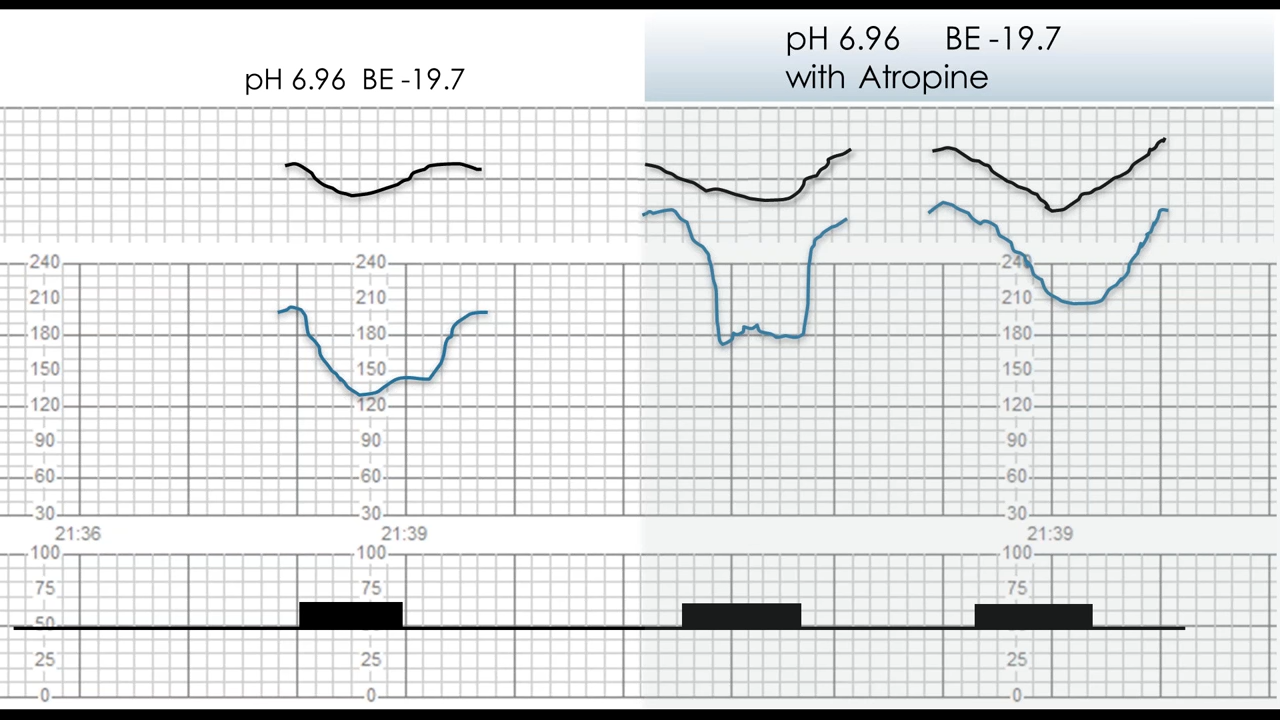 pH 6.96 BE -19.7
pH 6.96 BE -19.7
with Atropine
240 240 240
210 210 210
180 180 180
150 150 150
120 120 120
90 90 90
60 60 60
30 30 30
21:36 21:39 21:39
100 100 100
75 75 75
50
25 25 25
0 0 0